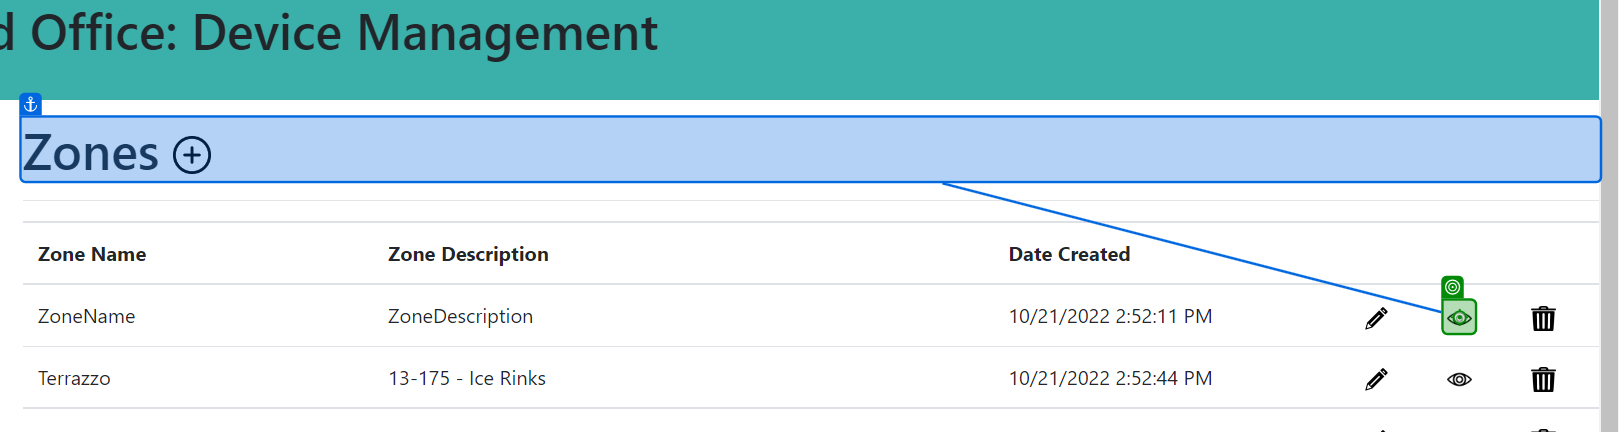 d Office: Device Management
Zones
Zone Name Zone Description Date Created
ZoneName ZoneDescription 10/21/2022 2:52:11 PM
Terrazzo 13-175 - Ice Rinks 10/21/2022 2:52:44 PM